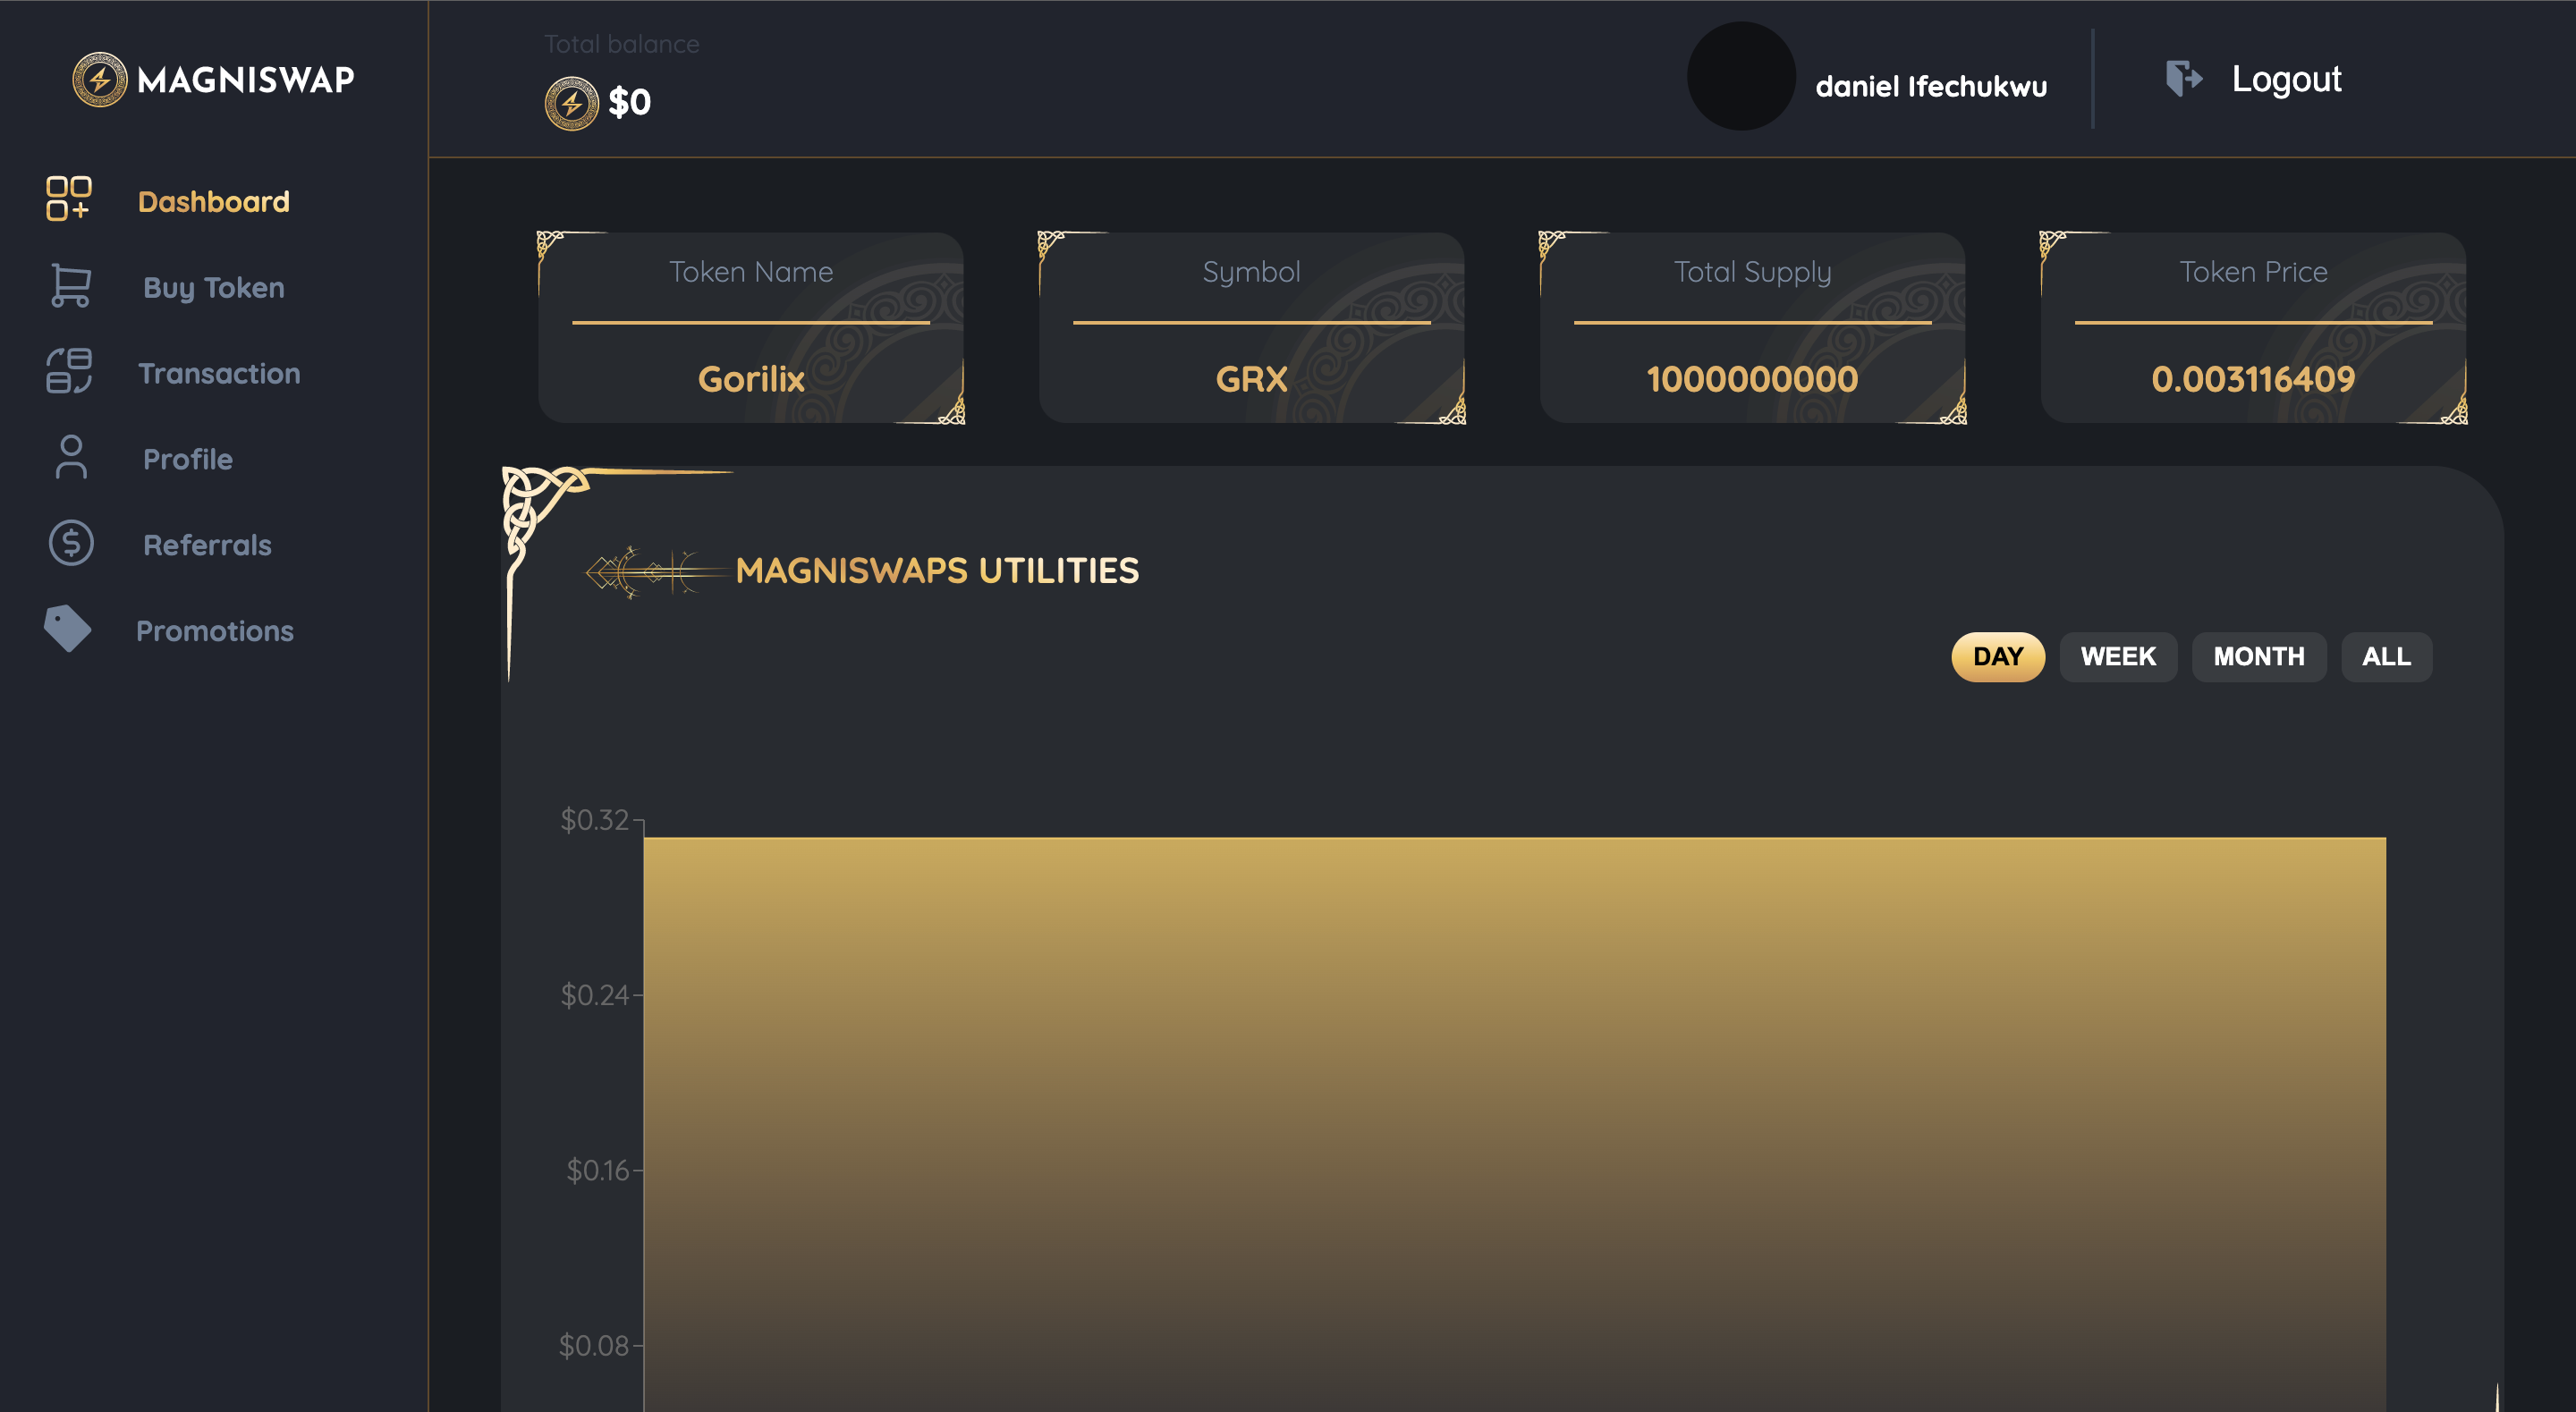 MAGNISWAP
Dashboard
Buy Token
Transaction
Profile
Referrals
Promotions
Total balance
$0
daniel Ifechukwu
Logout
Token Name
Gorilix
Symbol
GRX
Total Supply
1000000000
Token Price
0.003116409
MAGNISWAPS UTILITIES
DAY WEEK MONTH ALL
$0.32
$0.24
$0.16
$0.08